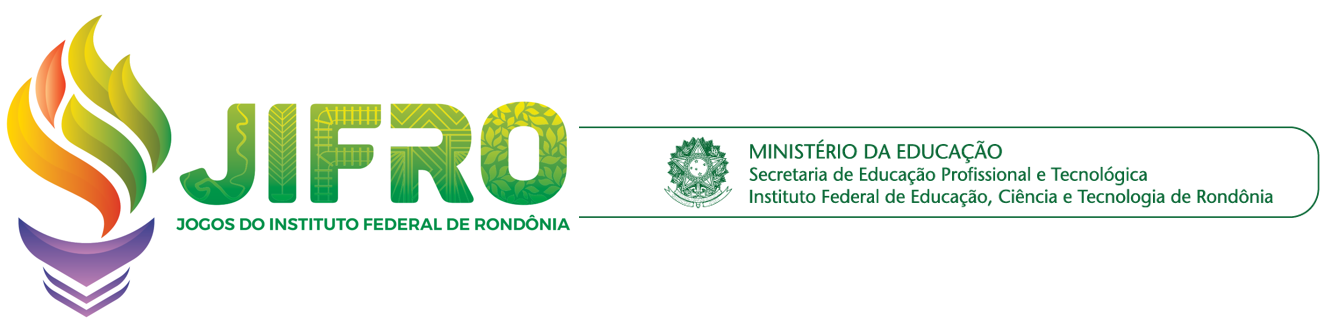 JIFRO
JOGOS DO INSTITUTO FEDERAL DE RONDÔNIA
MINISTÉRIO DA EDUCAÇÃO
Secretaria de Educação Profissional e Tecnológica
Instituto Federal de Educação, Ciência e Tecnologia de Rondônia